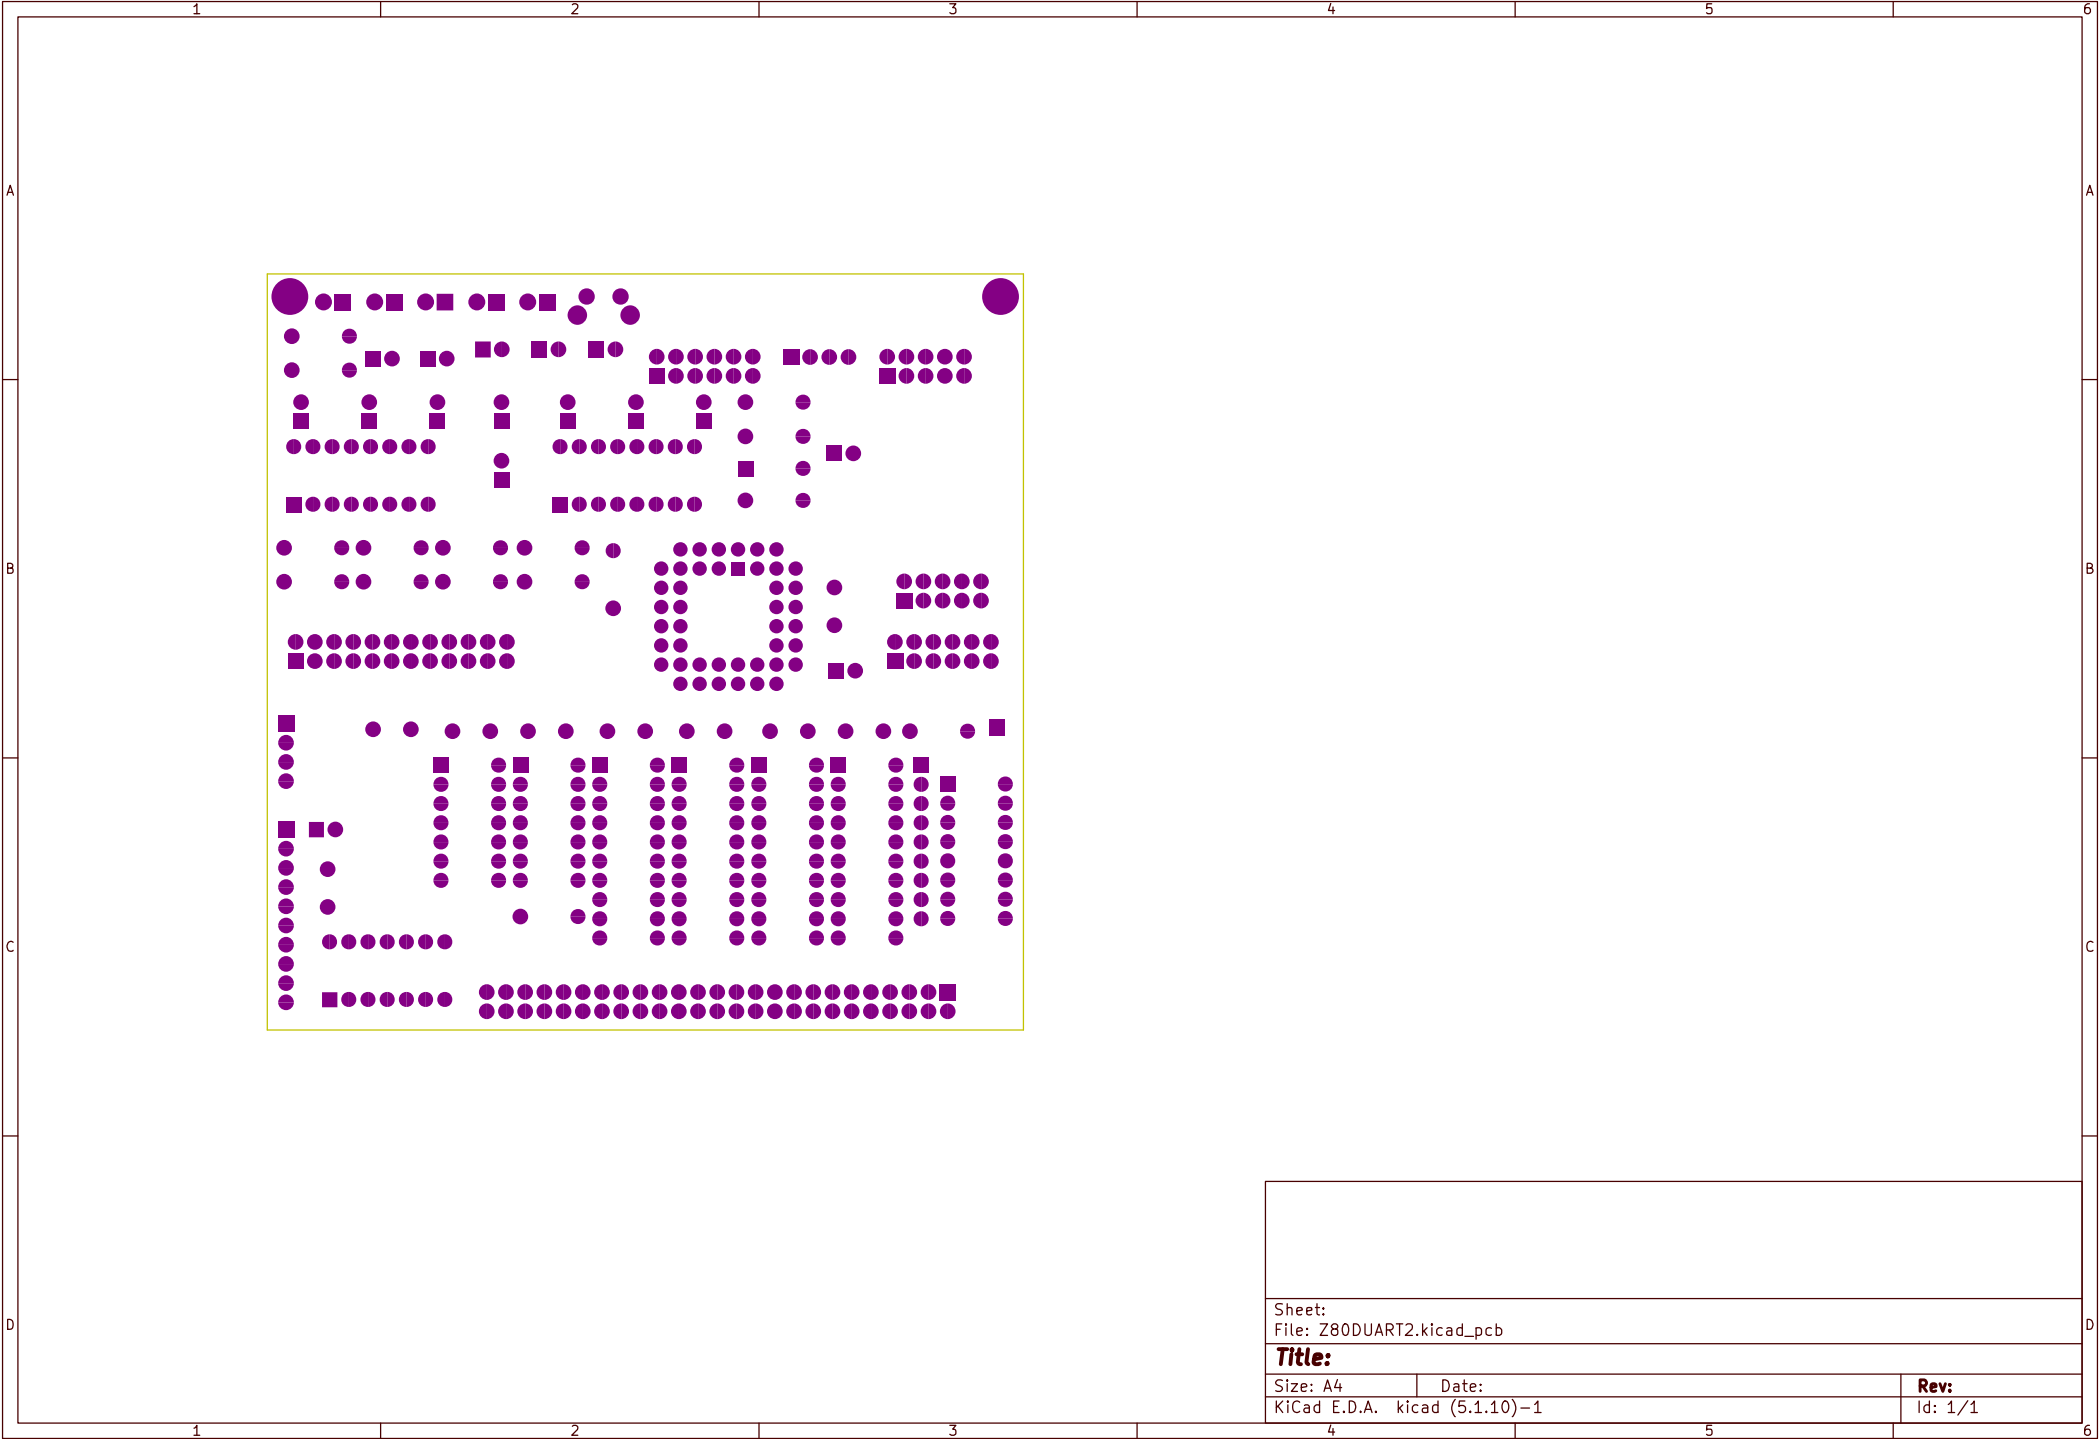 1 2 3 4 5 6
A A
B B
C C
D D
Sheet:
File: Z80DUART2.kicad_pcb
Title:
Size: A4 Date: Rev:
KiCad E.D.A. kicad (5.1.10)-1 Id: 1/1
1 2 3 4 5 6